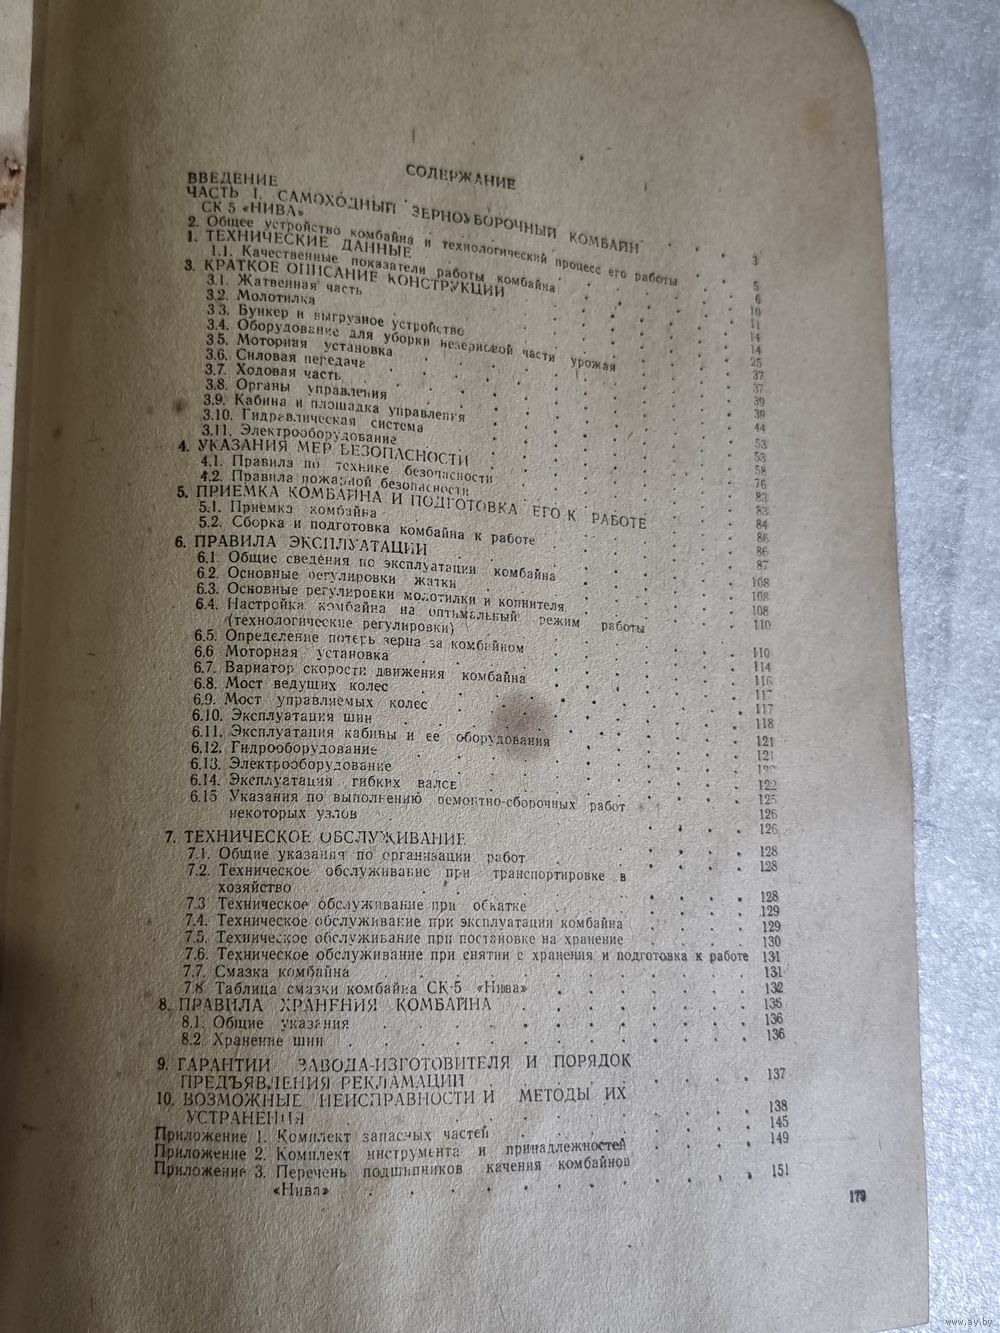 СОДЕРЖАНИЕ
ВВЕДЕНИЕ . . 3
ЧАСТЬ I. САМОХОДНЫЙ ЗЕРНОУБОРОЧНЫЙ КОМБАЙН
СК 5 «НИВА» 5
2. Общее устройство комбайна и технологический процесс его работы 6
1. ТЕХНИЧЕСКИЕ ДАННЫЕ 10
1.1. Качественные показатели работы комбайна 11
3. КРАТКОЕ ОПИСАНИЕ КОНСТРУКЦИИ 14
3.1. Жатвенная часть 14
3.2. Молотилка 25
3 3. Бункер и выгрузное устройство 37
3.4. Оборудование для уборки незерновой части урожая 37
3 5. Моторная установка 39
3.6. Силовая передача 39
3.7. Ходовая часть 44
3.8. Органы управления 53
3.9. Кабина и площадка управления 53
3.10. Гидравлическая система 58
3.11. Электрооборудование 76
4. УКАЗАНИЯ МЕР БЕЗОПАСНОСТИ 83
4.1. Правила по технике безопасности 83
4.2. Правила пожарной безопасности 84
5. ПРИЕМКА КОМБАЙНА И ПОДГОТОВКА ЕГО К РАБОТЕ 86
5.1. Приемка комбайна 86
5.2. Сборка и подготовка комбайна к работе 87
6. ПРАВИЛА ЭКСПЛУАТАЦИИ 108
6.1. Общие сведения по эксплуатации комбайна 108
6.2. Основные регулировки жатки 108
6.3. Основные регулировки молотилки и копнителя 110
6.4. Настройка комбайна на оптимальный режим работы
(технологические регулировки) 110
6.5. Определение потерь зерна за комбайном 114
6.6 Моторная установка 116
6.7. Вариатор скорости движения комбайна 117
6.8. Мост ведущих колес 117
6.9. Мост управляемых колес 118
6.10. Эксплуатация шин 121
6.11. Эксплуатация кабины и ее оборудования 121
6.12. Гидрооборудование
6.13. Электрооборудование 122
6.14. Эксплуатация гибких валсв 125
6.15 Указания по выполнению ремонтно-сборочных работ 126
некоторых узлов 126
7. ТЕХНИЧЕСКОЕ ОБСЛУЖИВАНИЕ 128
7.1. Общие указания по организации работ 128
7.2. Техническое обслуживание при транспортировке в
хозяйство 128
7.3 Техническое обслуживание при обкатке 129
7.4. Техническое обслуживание при эксплуатации комбайна 129
7.5. Техническое обслуживание при постановке на хранение 130
7.6. Техническое обслуживание при снятии с хранения и подготовка к работе 131
7.7. Смазка комбайна 131
7.8 Таблица смазки комбайна СК-5 «Нива» 132
8. ПРАВИЛА ХРАНЕНИЯ КОМБАЙНА 135
8.1. Общие указания 136
8.2. Хранение шин 136
9. ГАРАНТИИ ЗАВОДА-ИЗГОТОВИТЕЛЯ И ПОРЯДОК
ПРЕДЪЯВЛЕНИЯ РЕКЛАМАЦИИ 137
10. ВОЗМОЖНЫЕ НЕИСПРАВНОСТИ И МЕТОДЫ ИХ
УСТРАНЕНИЯ 138
Приложение 1. Комплект запасных частей 145
Приложение 2. Комплект инструмента и принадлежностей 149
Приложение 3. Перечень подшипников качения комбайнов
«Нива» 151
179
www.ay.by